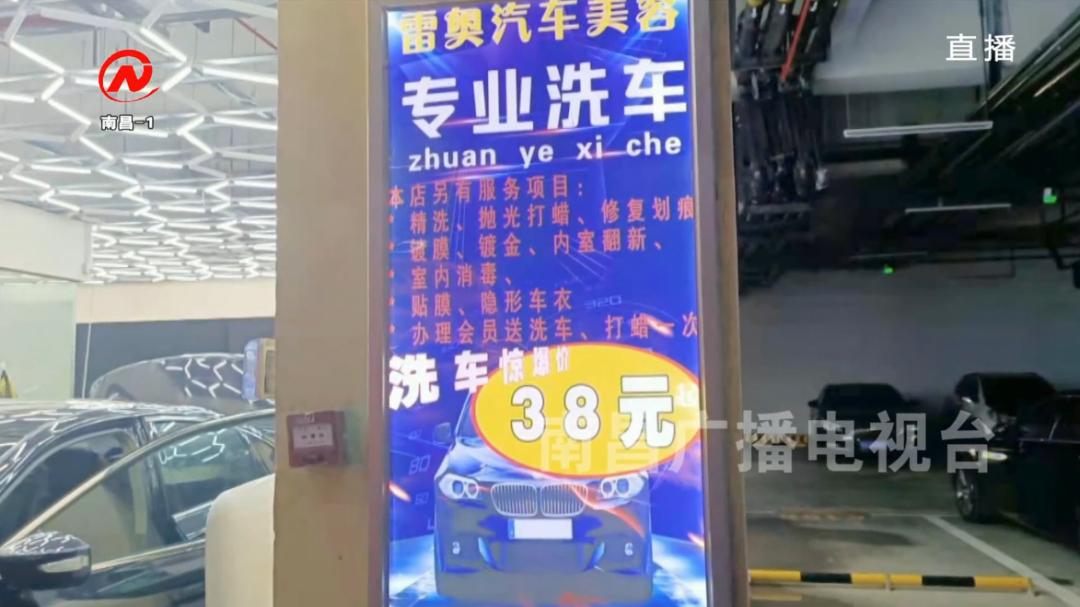 雷奥汽车美容
直播
南昌-1
专业洗车
zhuan ye xi che
本店另有服务项目：
* 精洗、抛光打蜡、修复划痕
* 镀膜、镀金、内室翻新、
* 室内消毒、
* 贴膜、隐形车衣
* 办理会员送洗车、打蜡一次
洗车惊爆价
38元起
南昌广播电视台
320
80
60